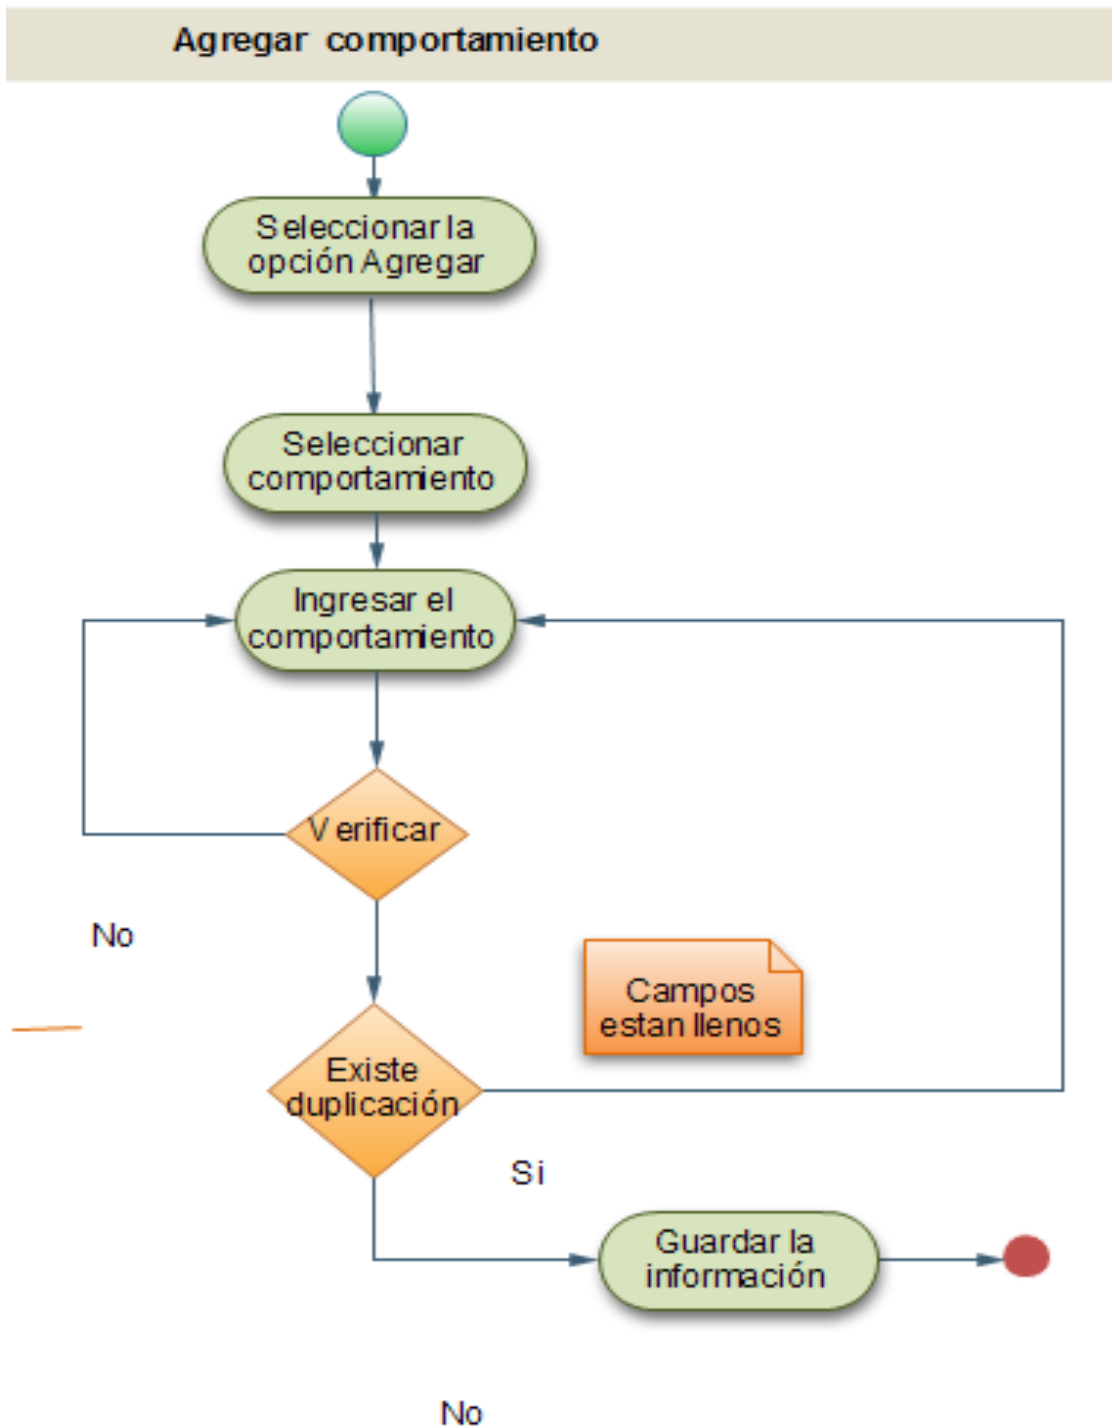 Agregar comportamiento
Seleccionar la
opción Agregar
Seleccionar
comportamiento
Ingresar el
comportamiento
Verificar
No
Campos
estan llenos
Existe
duplicación
Si
Guardar la
información
No